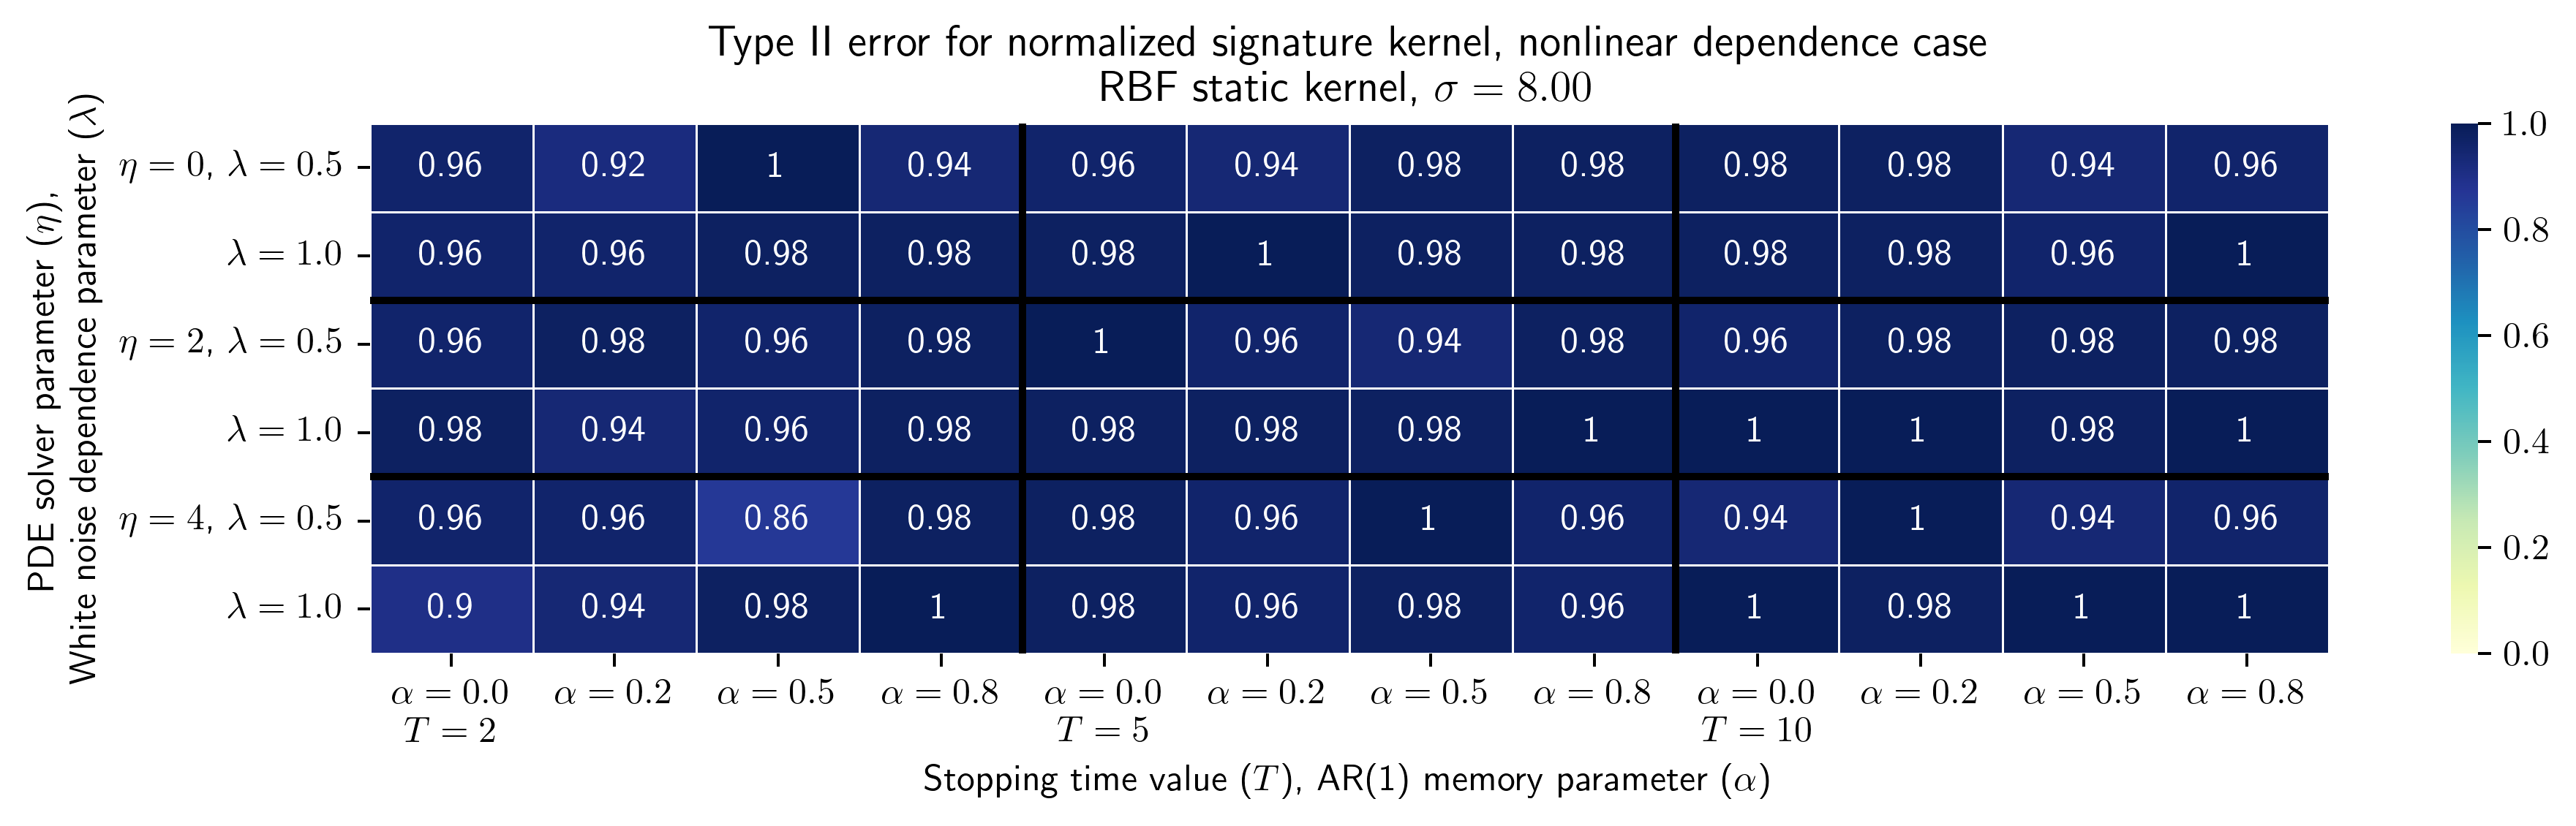 Type II error for normalized signature kernel, nonlinear dependence case
RBF static kernel, σ = 8.00
PDE solver parameter (η),
White noise dependence parameter (λ)
η = 0, λ = 0.5 0.96 0.92 1 0.94 0.96 0.94 0.98 0.98 0.98 0.98 0.94 0.96
λ = 1.0 0.96 0.96 0.98 0.98 0.98 1 0.98 0.98 0.98 0.98 0.96 1
η = 2, λ = 0.5 0.96 0.98 0.96 0.98 1 0.96 0.94 0.98 0.96 0.98 0.98 0.98
λ = 1.0 0.98 0.94 0.96 0.98 0.98 0.98 0.98 1 1 1 0.98 1
η = 4, λ = 0.5 0.96 0.96 0.86 0.98 0.98 0.96 1 0.96 0.94 1 0.94 0.96
λ = 1.0 0.9 0.94 0.98 1 0.98 0.96 0.98 0.96 1 0.98 1 1
α = 0.0 α = 0.2 α = 0.5 α = 0.8 α = 0.0 α = 0.2 α = 0.5 α = 0.8 α = 0.0 α = 0.2 α = 0.5 α = 0.8
T = 2 T = 5 T = 10
Stopping time value (T), AR(1) memory parameter (α)
1.0
0.8
0.6
0.4
0.2
0.0